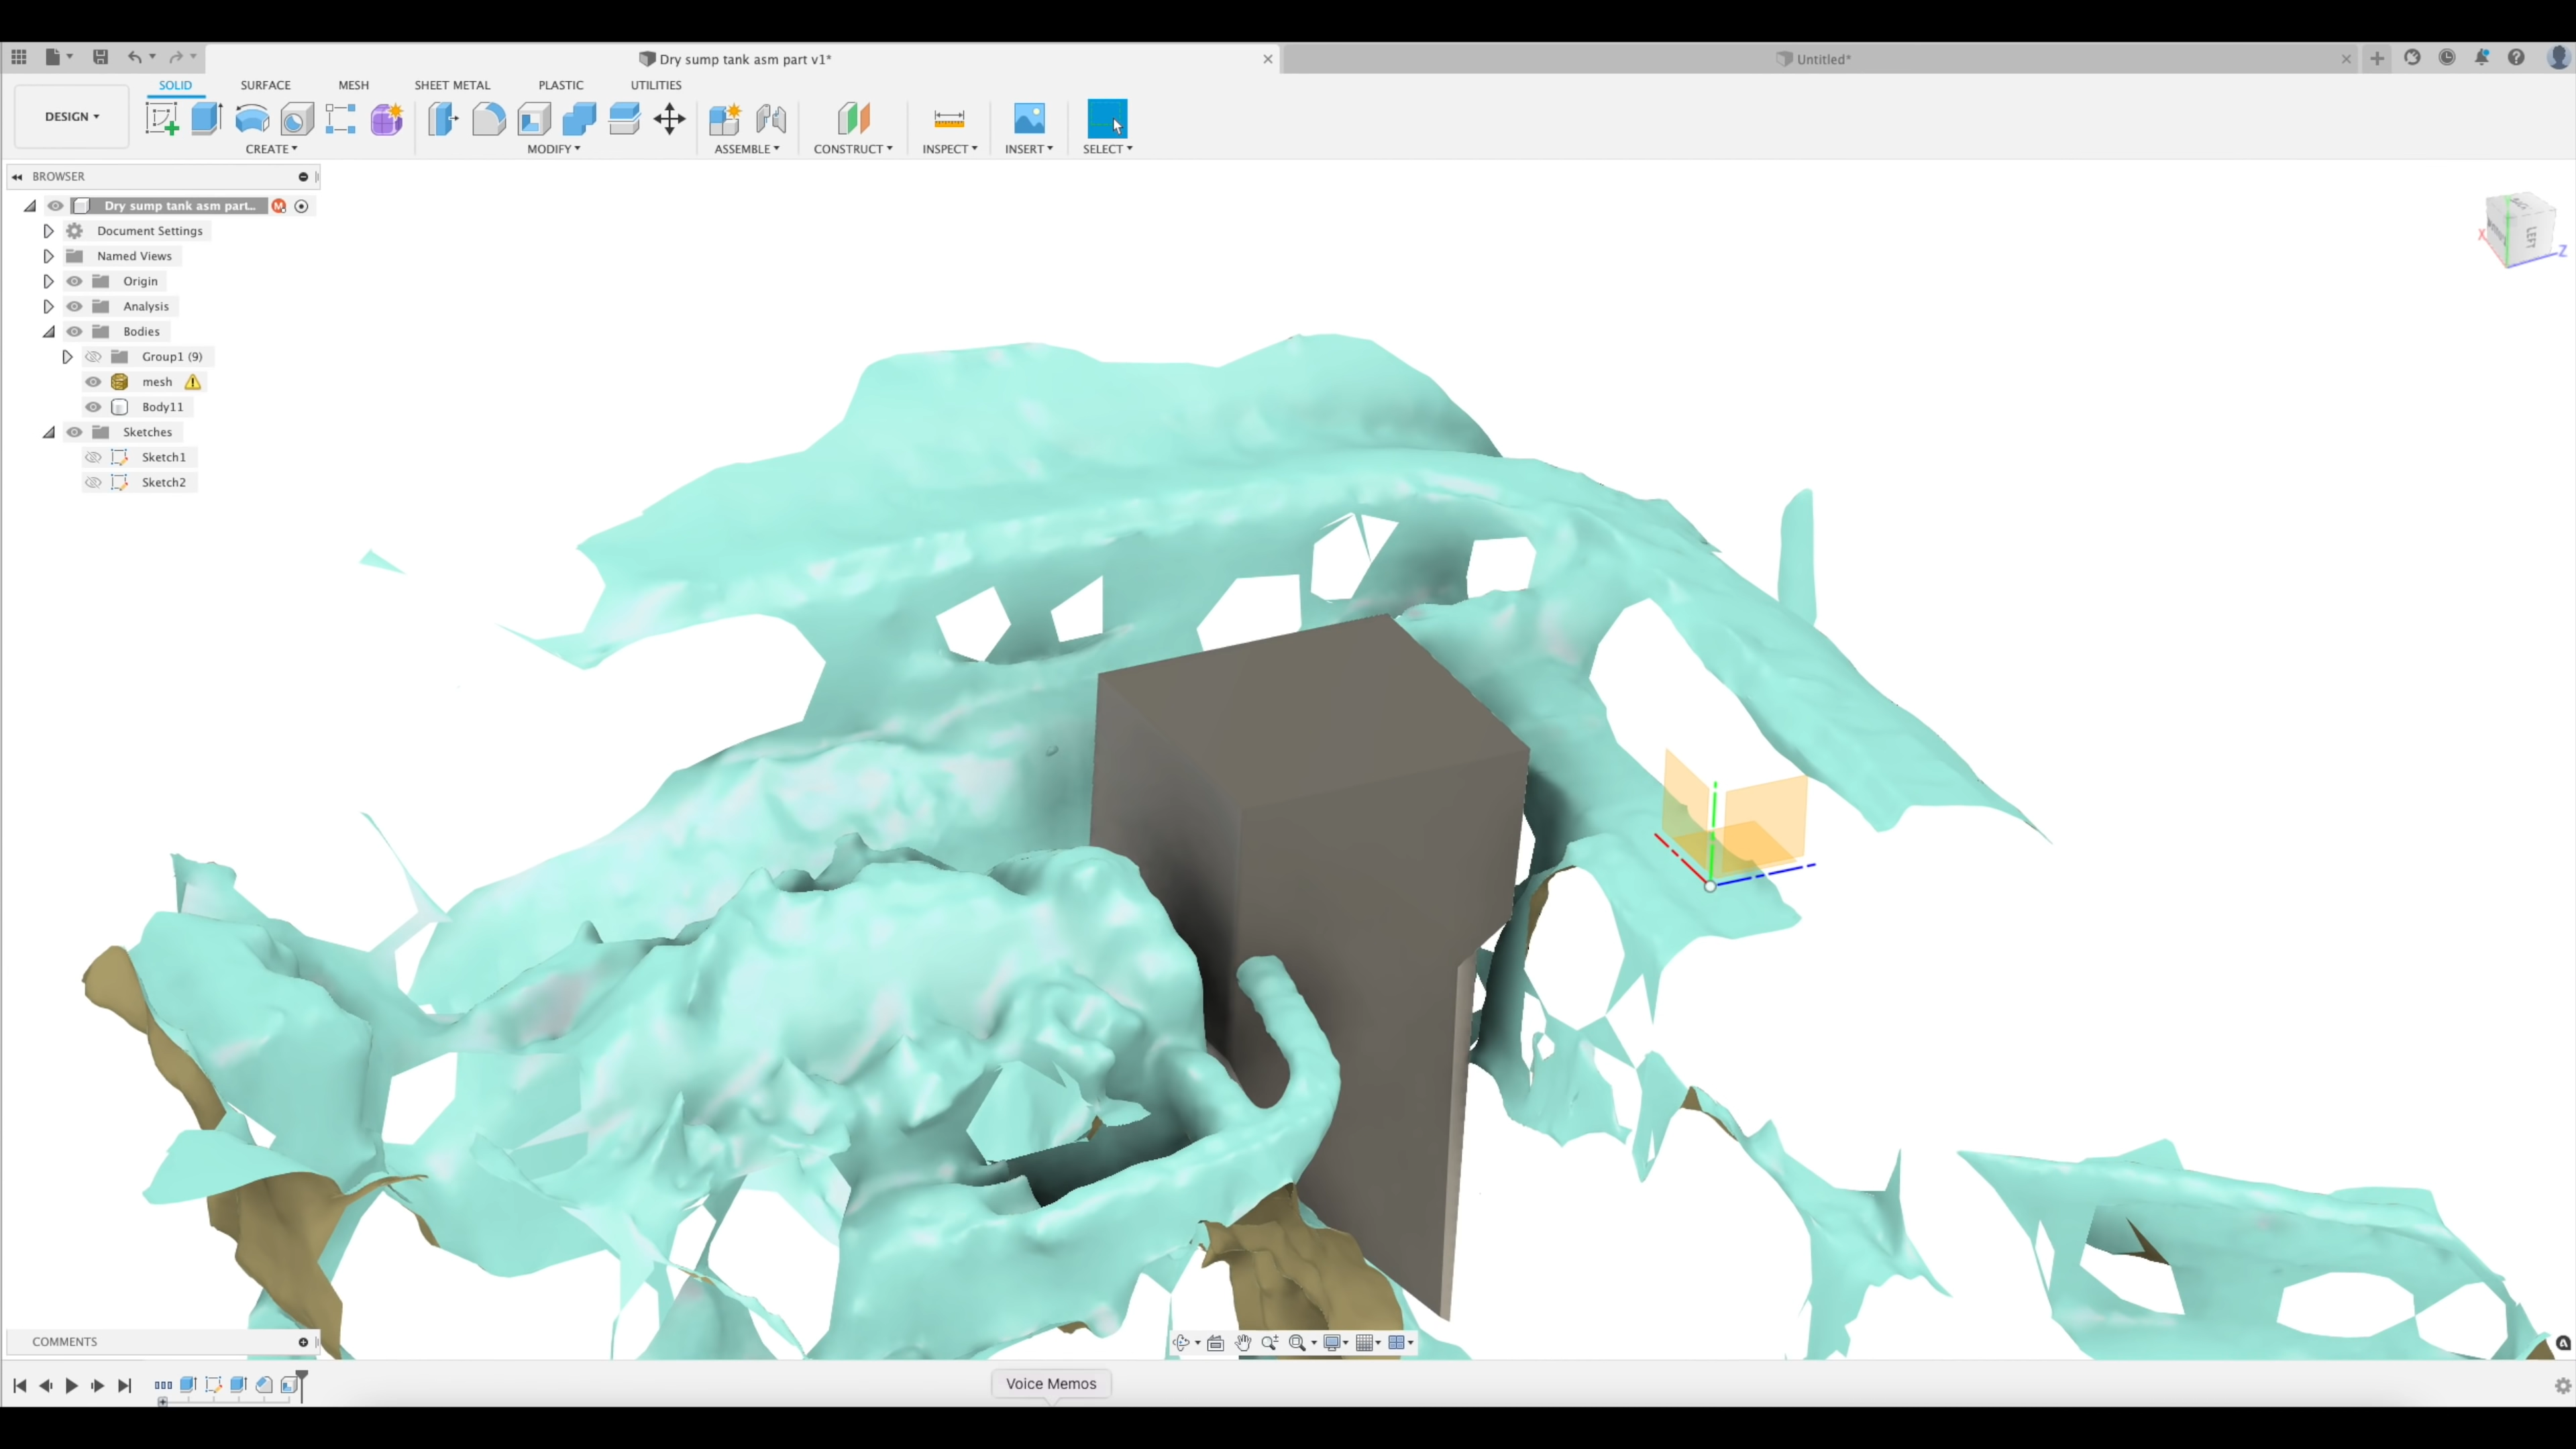 Dry sump tank asm part v1*
Untitled*
DESIGN
SOLID
SURFACE
MESH
SHEET METAL
PLASTIC
UTILITIES
CREATE
MODIFY
ASSEMBLE
CONSTRUCT
INSPECT
INSERT
SELECT
BROWSER
Dry sump tank asm part...
M
Document Settings
Named Views
Origin
Analysis
Bodies
Group1 (9)
mesh
Body11
Sketches
Sketch1
Sketch2
LEFT
X
Z
COMMENTS
Voice Memos